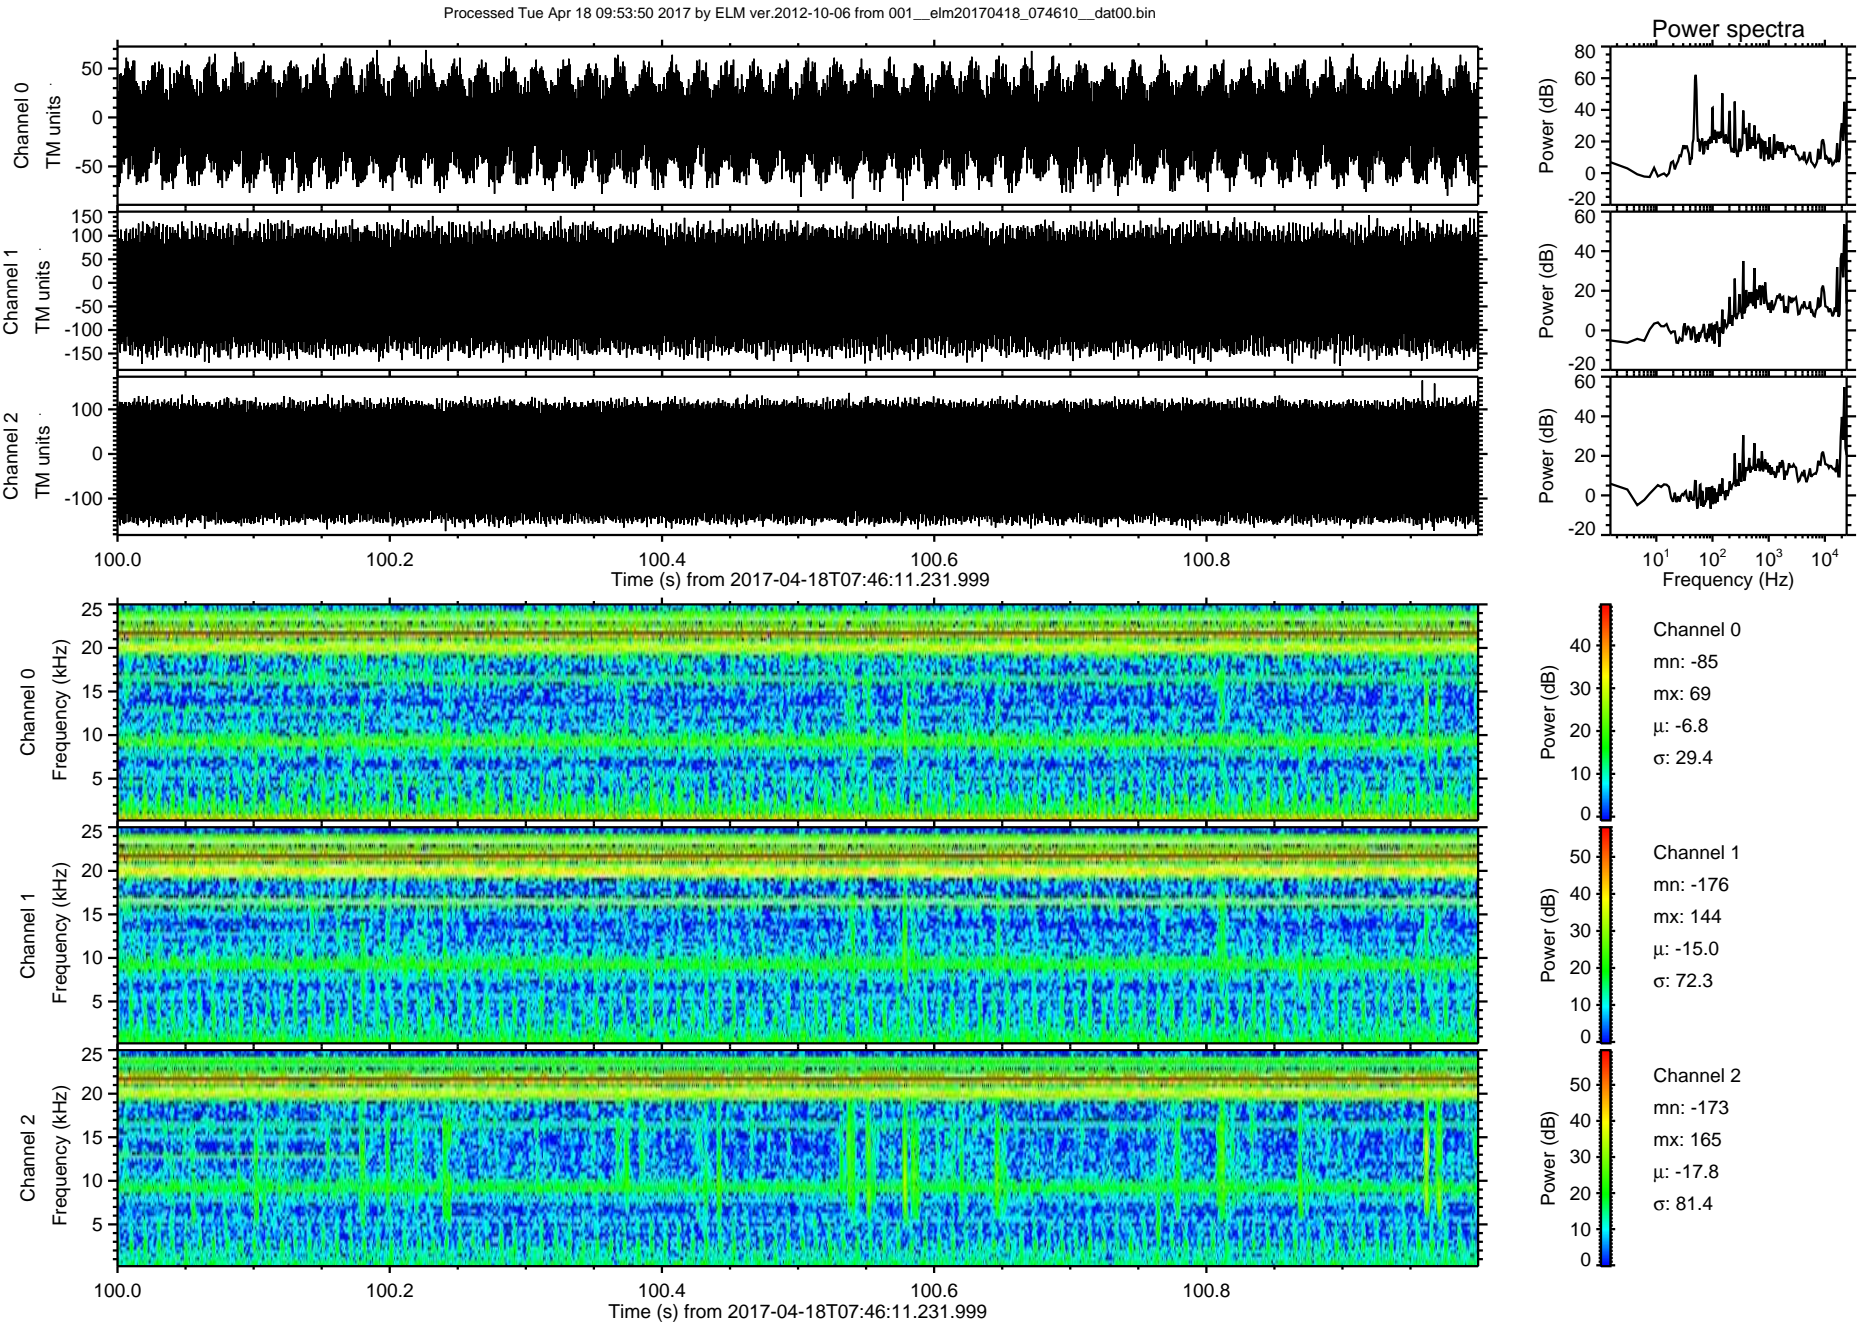 Processed Tue Apr 18 09:53:50 2017 by ELM ver.2012-10-06 from 001__elm20170418_074610__dat00.bin
Power spectra
Channel 0
TM units
50
0
-50
Power (dB)
80
60
40
20
0
-20
Channel 1
TM units
150
100
50
0
-50
-100
-150
Power (dB)
60
40
20
0
-20
Channel 2
TM units
100
0
-100
Power (dB)
60
40
20
0
-20
100.0 100.2 100.4 100.6 100.8
Time (s) from 2017-04-18T07:46:11.231.999
10^1 10^2 10^3 10^4
Frequency (Hz)
Channel 0
Frequency (kHz)
25
20
15
10
5
Power (dB)
40
30
20
10
0
Channel 0
mn: -85
mx: 69
μ: -6.8
σ: 29.4
Channel 1
Frequency (kHz)
25
20
15
10
5
Power (dB)
50
40
30
20
10
0
Channel 1
mn: -176
mx: 144
μ: -15.0
σ: 72.3
Channel 2
Frequency (kHz)
25
20
15
10
5
Power (dB)
50
40
30
20
10
0
Channel 2
mn: -173
mx: 165
μ: -17.8
σ: 81.4
100.0 100.2 100.4 100.6 100.8
Time (s) from 2017-04-18T07:46:11.231.999